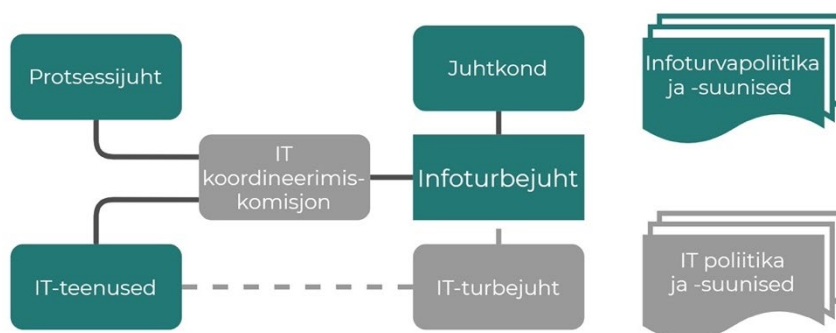 Protsessijuht
Juhtkond
Infoturvapoliitika
ja -suunised
IT
koordineerimis-
komisjon
Infoturbejuht
IT-teenused
IT-turbejuht
IT poliitika
ja -suunised